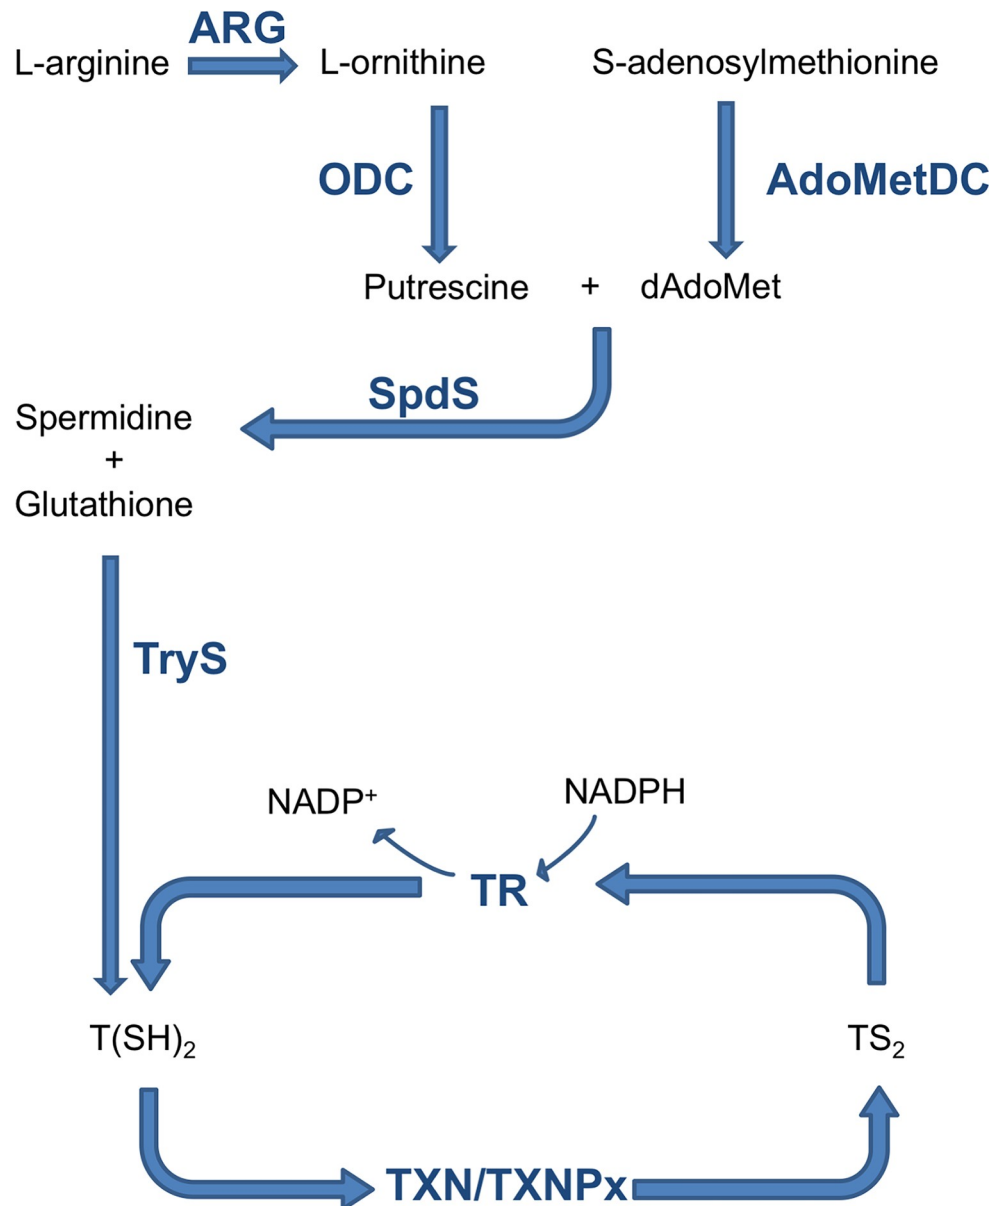 ARG
L-arginine L-ornithine S-adenosylmethionine
ODC AdoMetDC
Putrescine + dAdoMet
SpdS
Spermidine
+
Glutathione
TryS
NADP⁺ NADPH
TR
T(SH)₂ TS₂
TXN/TXNPx